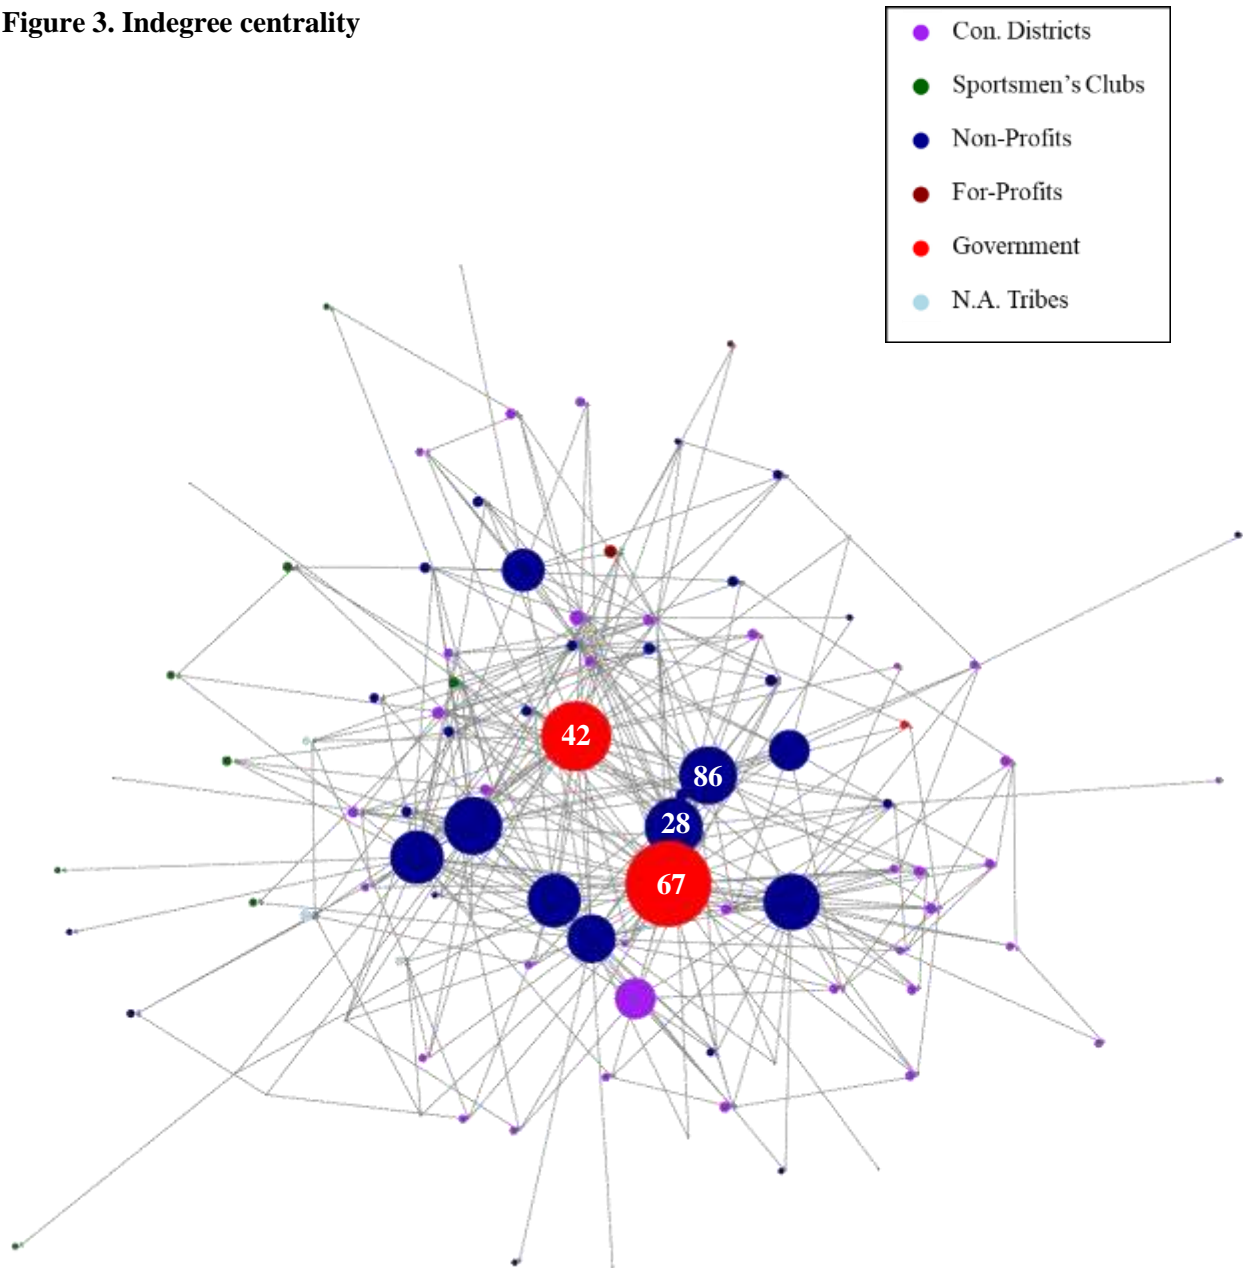 Figure 3. Indegree centrality
Con. Districts
Sportsmen's Clubs
Non-Profits
For-Profits
Government
N.A. Tribes
42
86
28
67